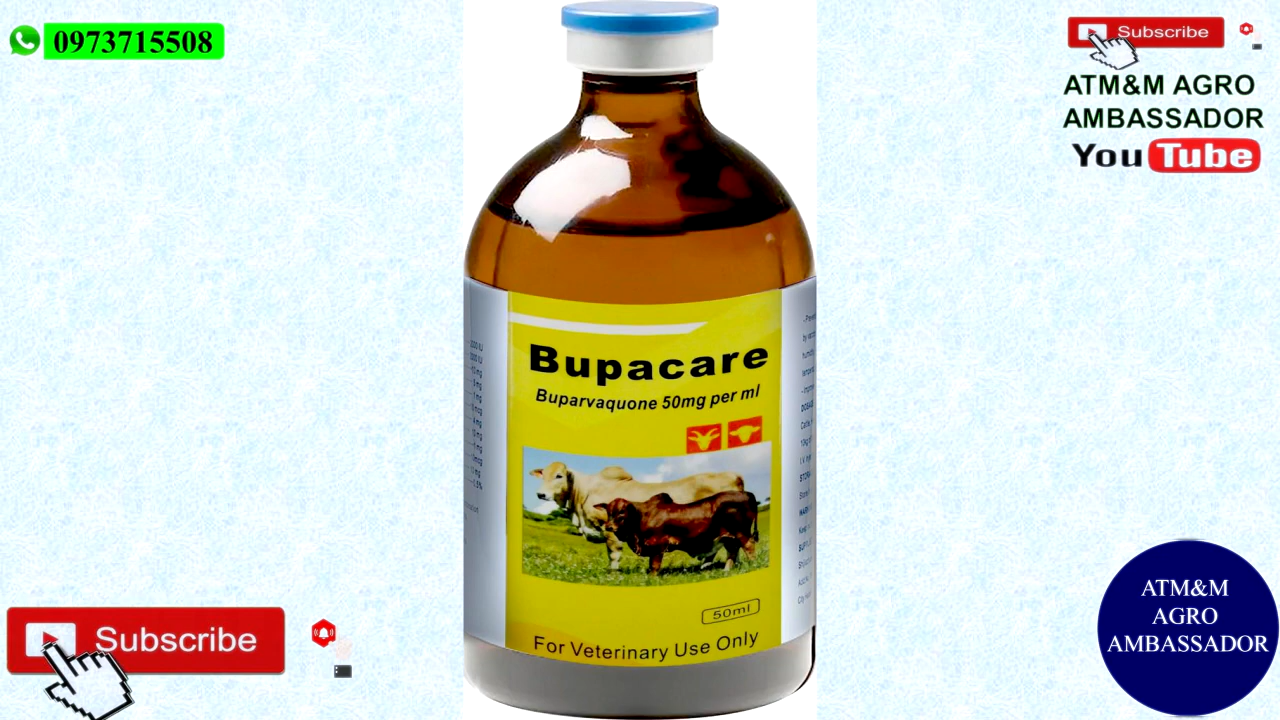 0973715508
Subscribe
ATM&M AGRO
AMBASSADOR
YouTube
Bupacare
Buparvaquone 50mg per ml
50ml
For Veterinary Use Only
Subscribe
ATM&M
AGRO
AMBASSADOR